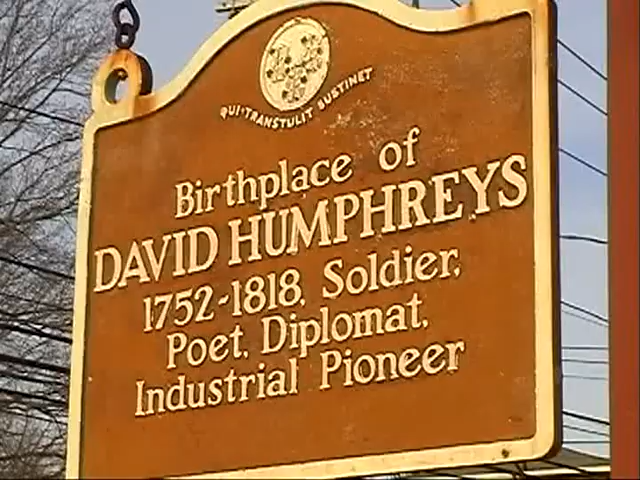 QUI·TRANSTULIT SUSTINET
Birthplace of
DAVID HUMPHREYS
1752-1818, Soldier,
Poet, Diplomat,
Industrial Pioneer